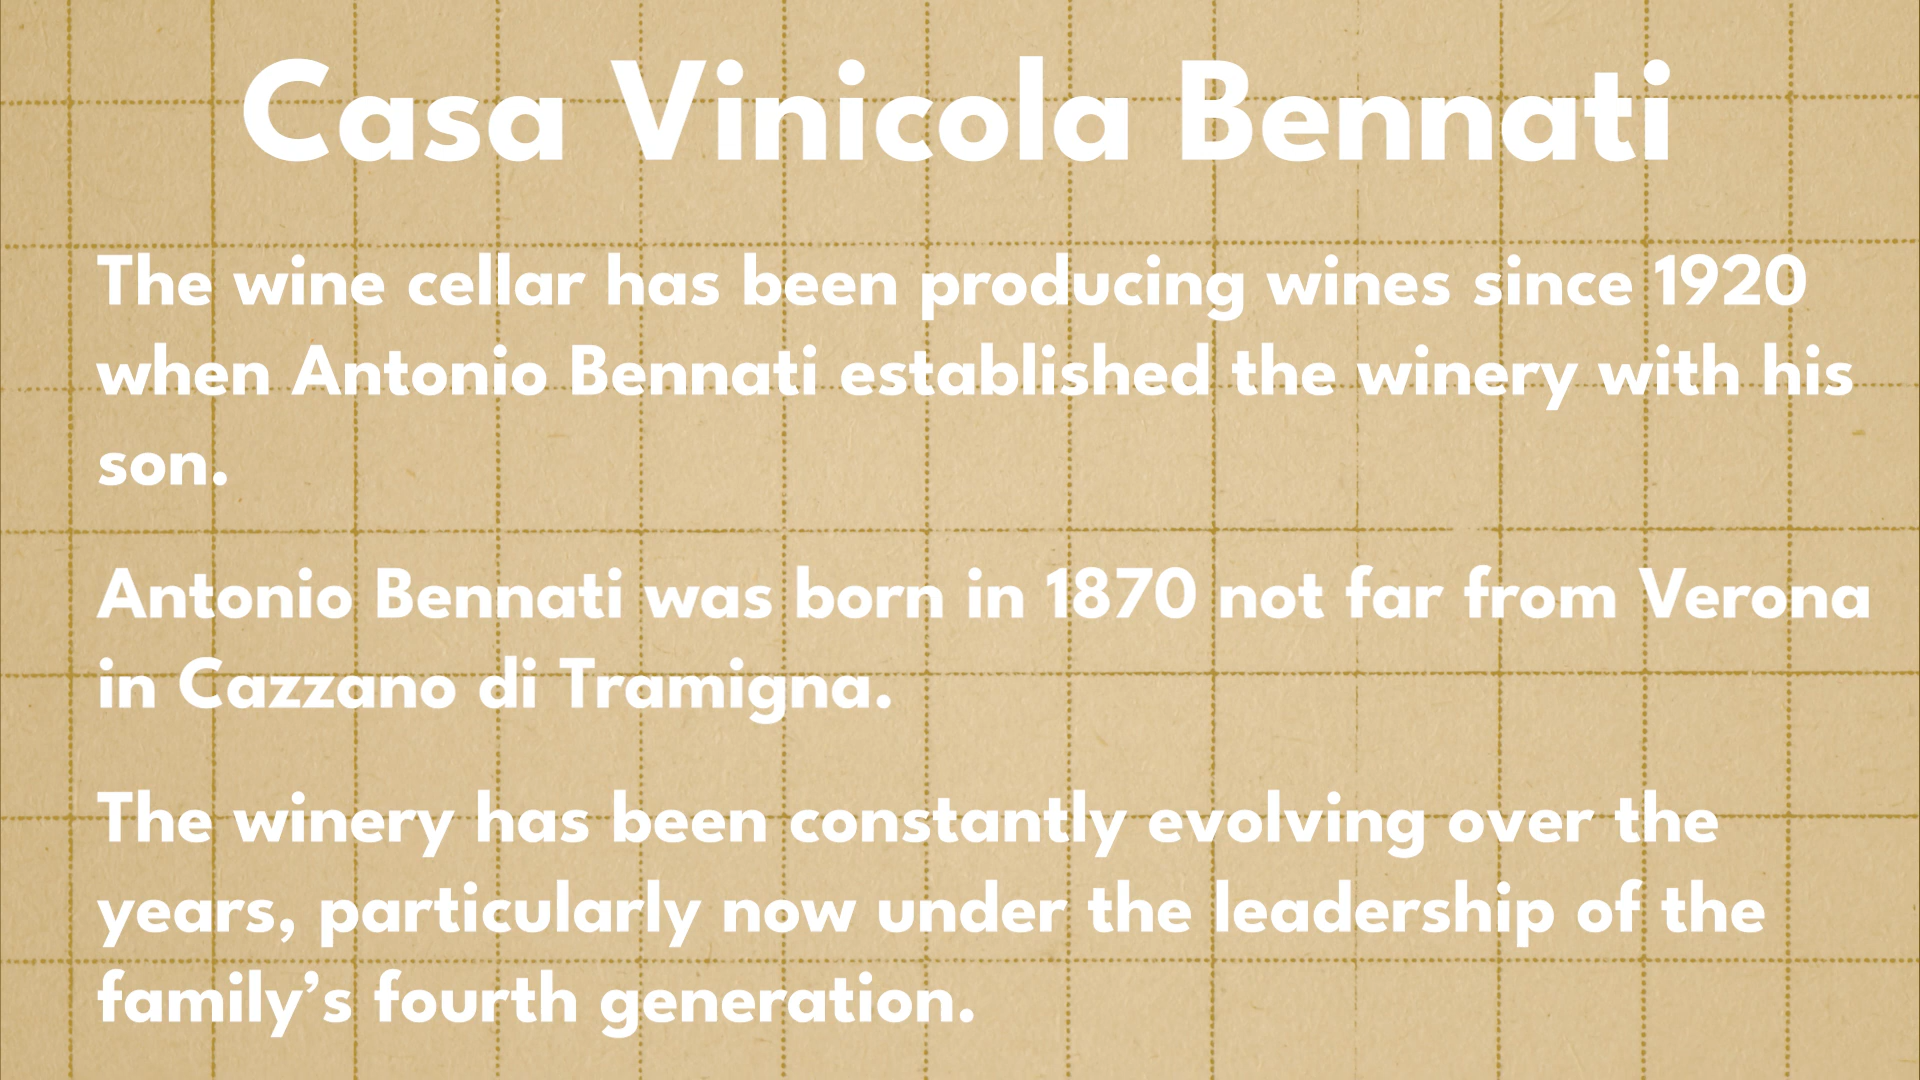 Casa Vinicola Bennati
The wine cellar has been producing wines since 1920
when Antonio Bennati established the winery with his
son.
Antonio Bennati was born in 1870 not far from Verona
in Cazzano di Tramigna.
The winery has been constantly evolving over the
years, particularly now under the leadership of the
family’s fourth generation.